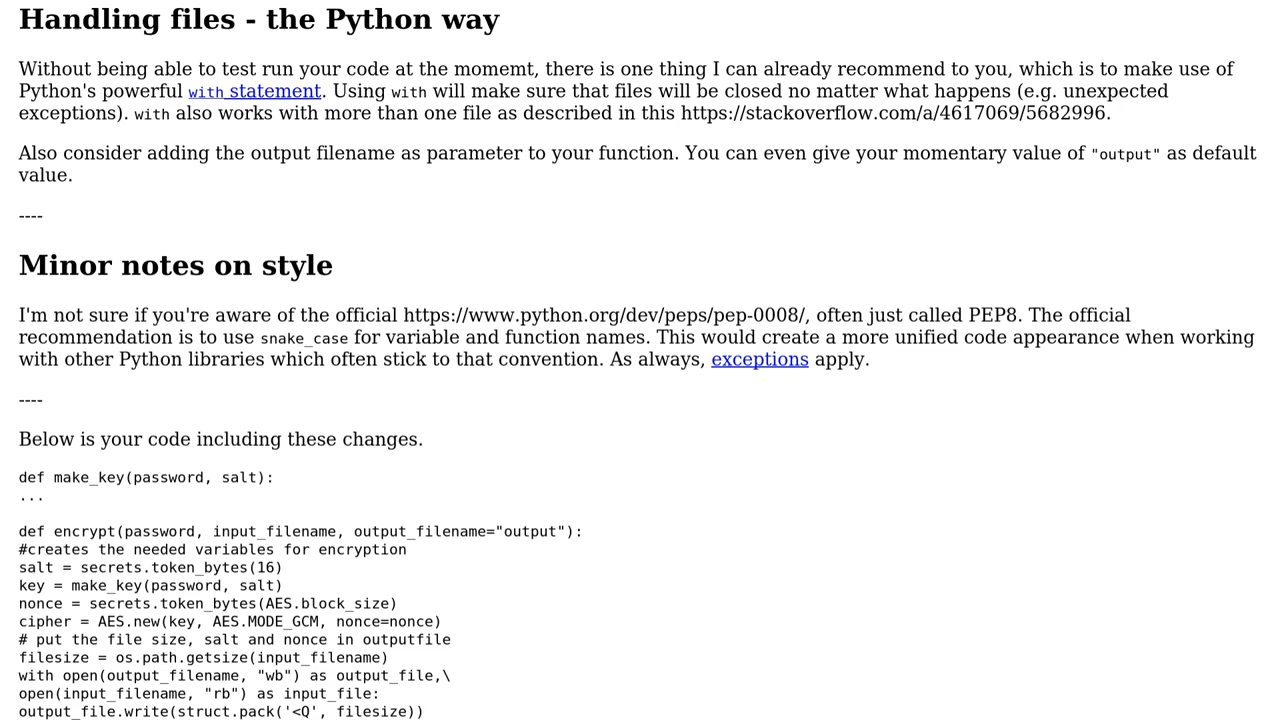 Handling files - the Python way
Without being able to test run your code at the momemt, there is one thing I can already recommend to you, which is to make use of
Python's powerful with statement. Using with will make sure that files will be closed no matter what happens (e.g. unexpected
exceptions). with also works with more than one file as described in this https://stackoverflow.com/a/4617069/5682996.
Also consider adding the output filename as parameter to your function. You can even give your momentary value of "output" as default
value.
----
Minor notes on style
I'm not sure if you're aware of the official https://www.python.org/dev/peps/pep-0008/, often just called PEP8. The official
recommendation is to use snake_case for variable and function names. This would create a more unified code appearance when working
with other Python libraries which often stick to that convention. As always, exceptions apply.
----
Below is your code including these changes.
def make_key(password, salt):
...
def encrypt(password, input_filename, output_filename="output"):
#creates the needed variables for encryption
salt = secrets.token_bytes(16)
key = make_key(password, salt)
nonce = secrets.token_bytes(AES.block_size)
cipher = AES.new(key, AES.MODE_GCM, nonce=nonce)
# put the file size, salt and nonce in outputfile
filesize = os.path.getsize(input_filename)
with open(output_filename, "wb") as output_file,\
open(input_filename, "rb") as input_file:
output_file.write(struct.pack('<Q', filesize))